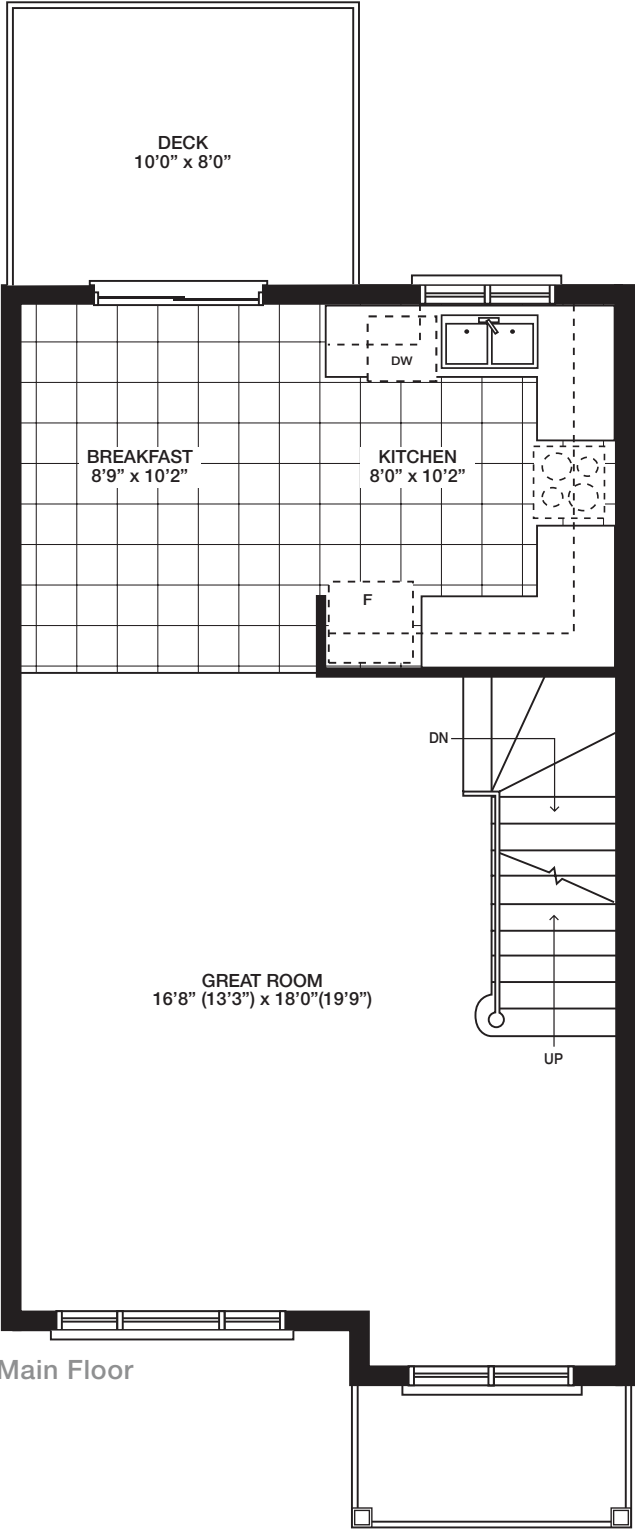 DECK
10’0” x 8’0”
DW
BREAKFAST
8’9” x 10’2”
KITCHEN
8’0” x 10’2”
F
DN
GREAT ROOM
16’8” (13’3”) x 18’0”(19’9”)
UP
Main Floor